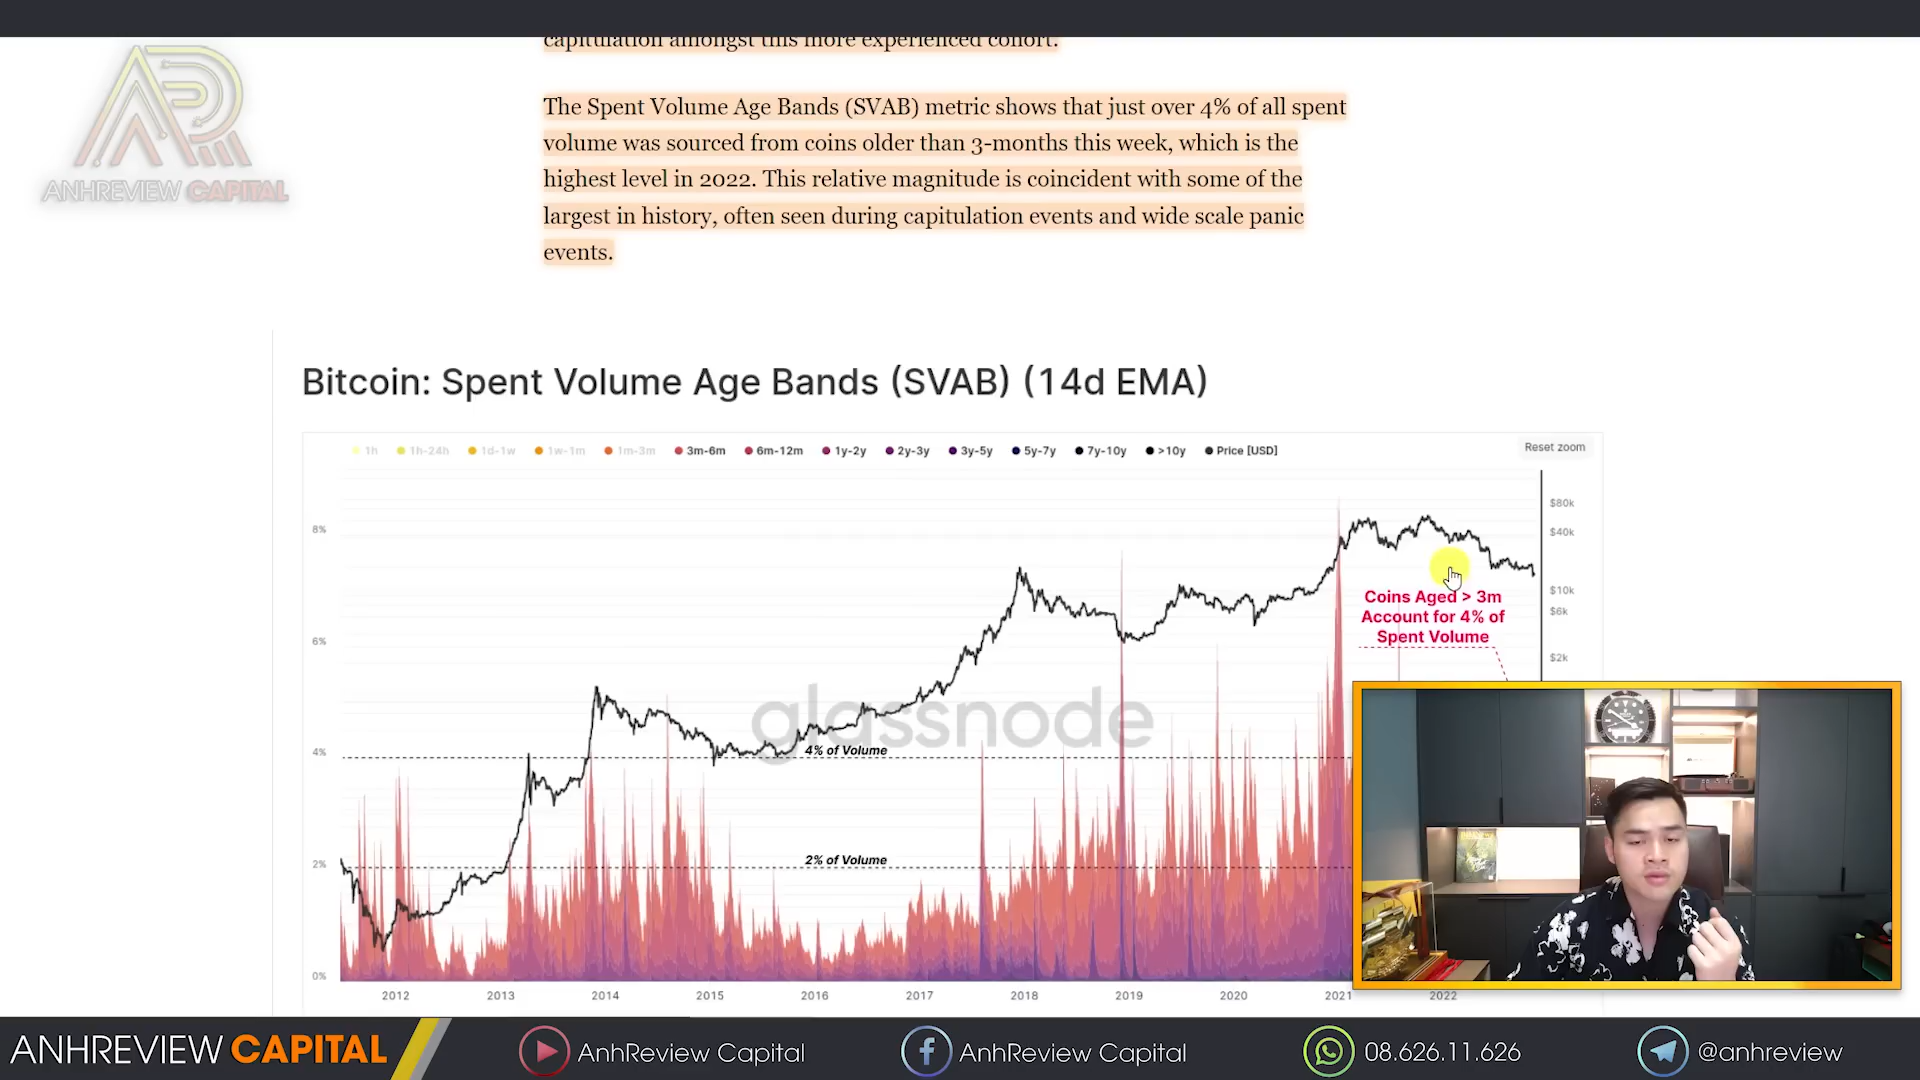 capitulation amongst this more experienced cohort.
ANHREVIEW CAPITAL
The Spent Volume Age Bands (SVAB) metric shows that just over 4% of all spent
volume was sourced from coins older than 3-months this week, which is the
highest level in 2022. This relative magnitude is coincident with some of the
largest in history, often seen during capitulation events and wide scale panic
events.
Bitcoin: Spent Volume Age Bands (SVAB) (14d EMA)
1h 1h-24h 1d-1w 1w-1m 1m-3m 3m-6m 6m-12m 1y-2y 2y-3y 3y-5y 5y-7y 7y-10y >10y Price [USD]
Reset zoom
8%
6%
4%
2%
0%
$80k
$40k
$10k
$6k
$2k
Coins Aged > 3m
Account for 4% of
Spent Volume
glassnode
4% of Volume
2% of Volume
2012 2013 2014 2015 2016 2017 2018 2019 2020 2021 2022
ANHREVIEW CAPITAL
AnhReview Capital
AnhReview Capital
08.626.11.626
@anhreview